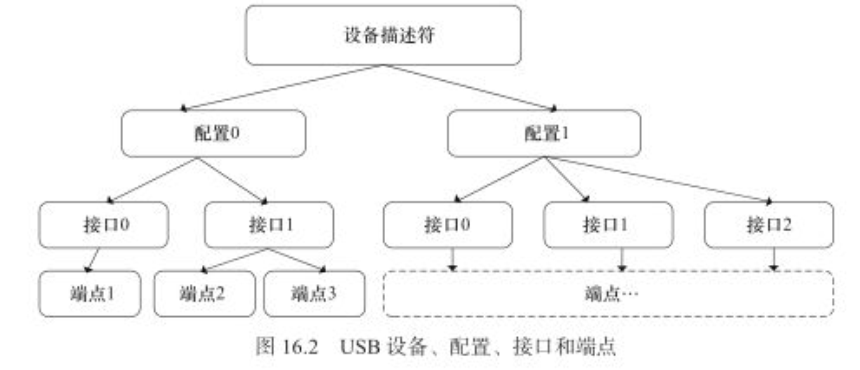 设备描述符
配置0
配置1
接口0
接口1
接口0
接口1
接口2
端点1
端点2
端点3
端点…
图 16.2 USB 设备、配置、接口和端点